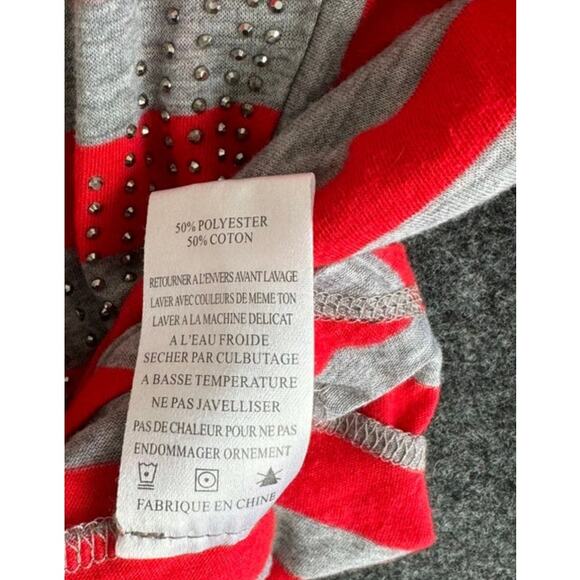 50% POLYESTER
50% COTON
RETOURNER A L'ENVERS AVANT LAVAGE
LAVER AVEC COULEURS DE MEME TON
LAVER A LA MACHINE DELICAT
A L'EAU FROIDE
SECHER PAR CULBUTAGE
A BASSE TEMPERATURE
NE PAS JAVELLISER
PAS DE CHALEUR POUR NE PAS
ENDOMMAGER ORNEMENT
FABRIQUE EN CHINE